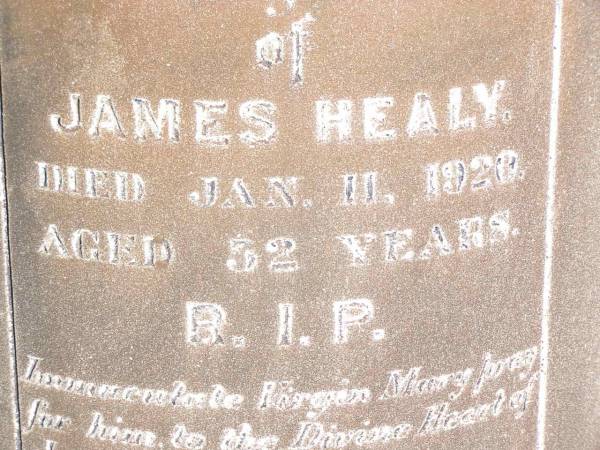 of
JAMES HEALY.
DIED JAN. 11. 1920.
AGED 52 YEARS.
R. I. P.
Immaculate Virgin Mary pray
for him, to the Divine Heart of